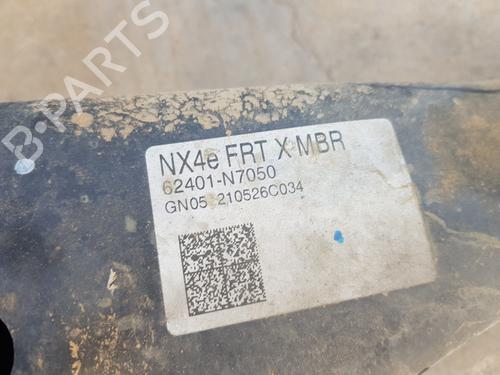 NX4e FRT X MBR
62401-N7050
GN05 210526C034
B-PARTS